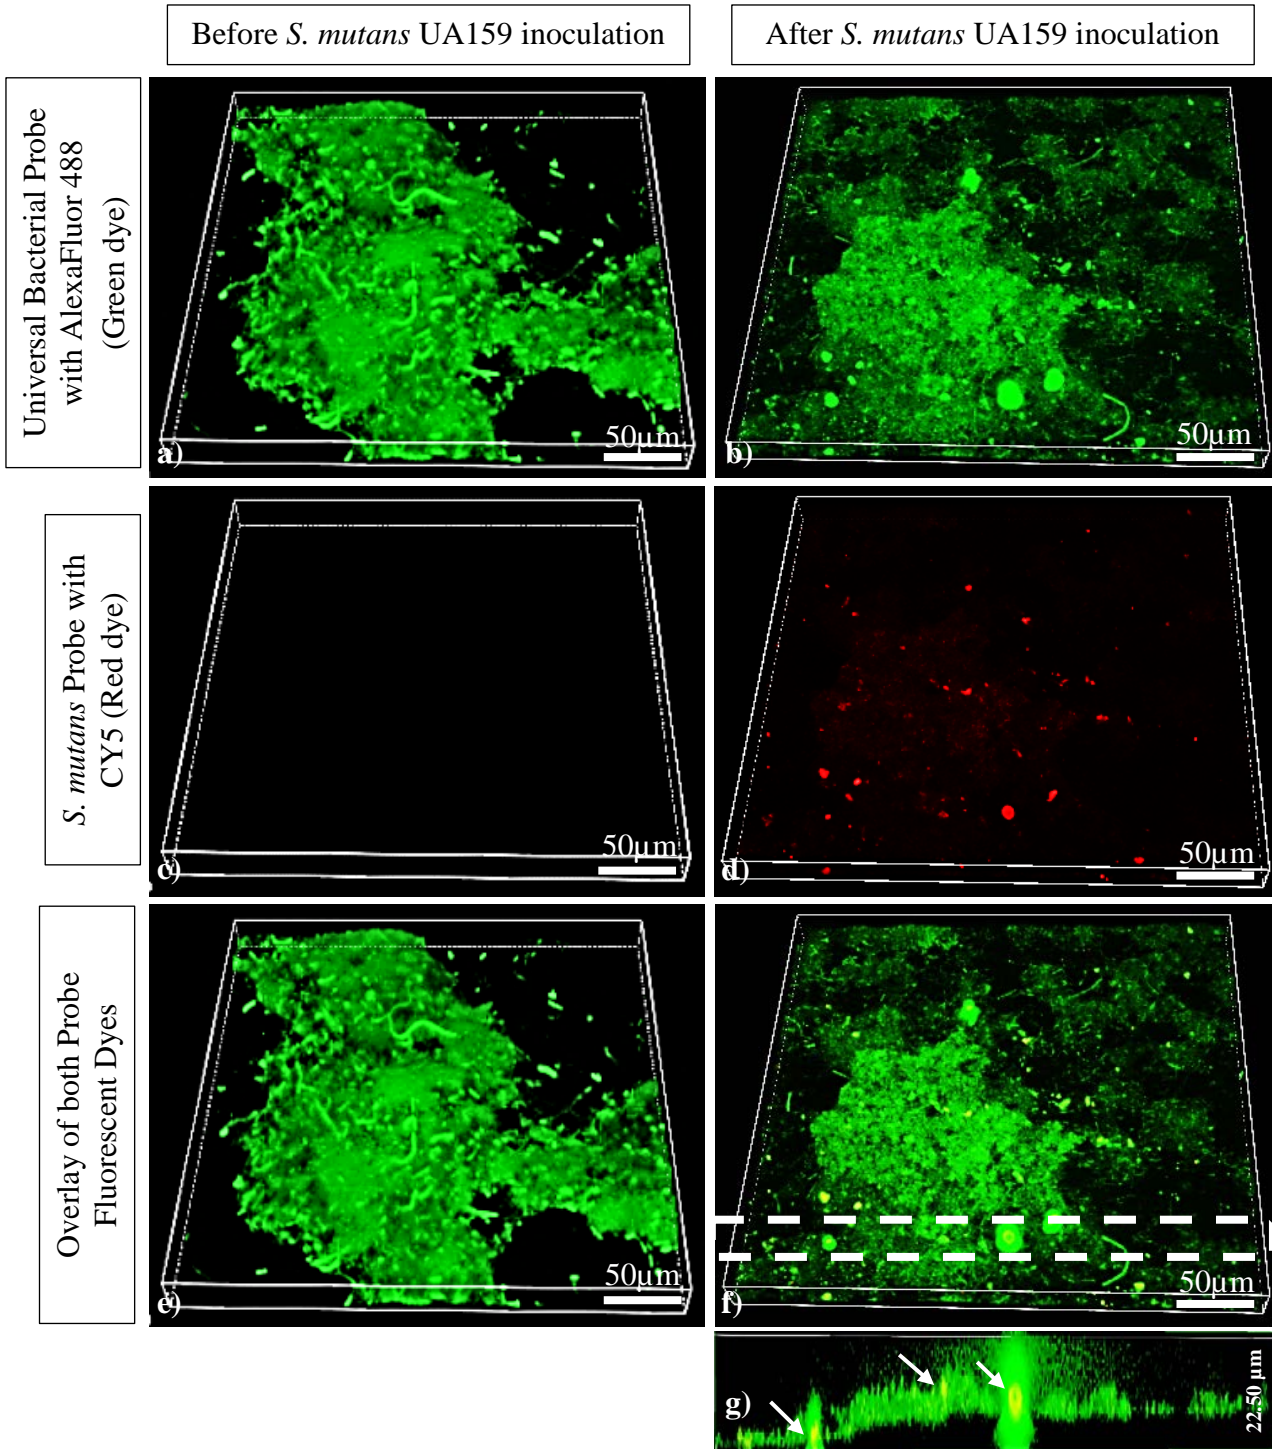 Before S. mutans UA159 inoculation
After S. mutans UA159 inoculation
Universal Bacterial Probe
with AlexaFluor 488
(Green dye)
a)
50µm
b)
50µm
S. mutans Probe with
CY5 (Red dye)
c)
50µm
d)
50µm
Overlay of both Probe
Fluorescent Dyes
e)
50µm
f)
50µm
g)
22.50 µm